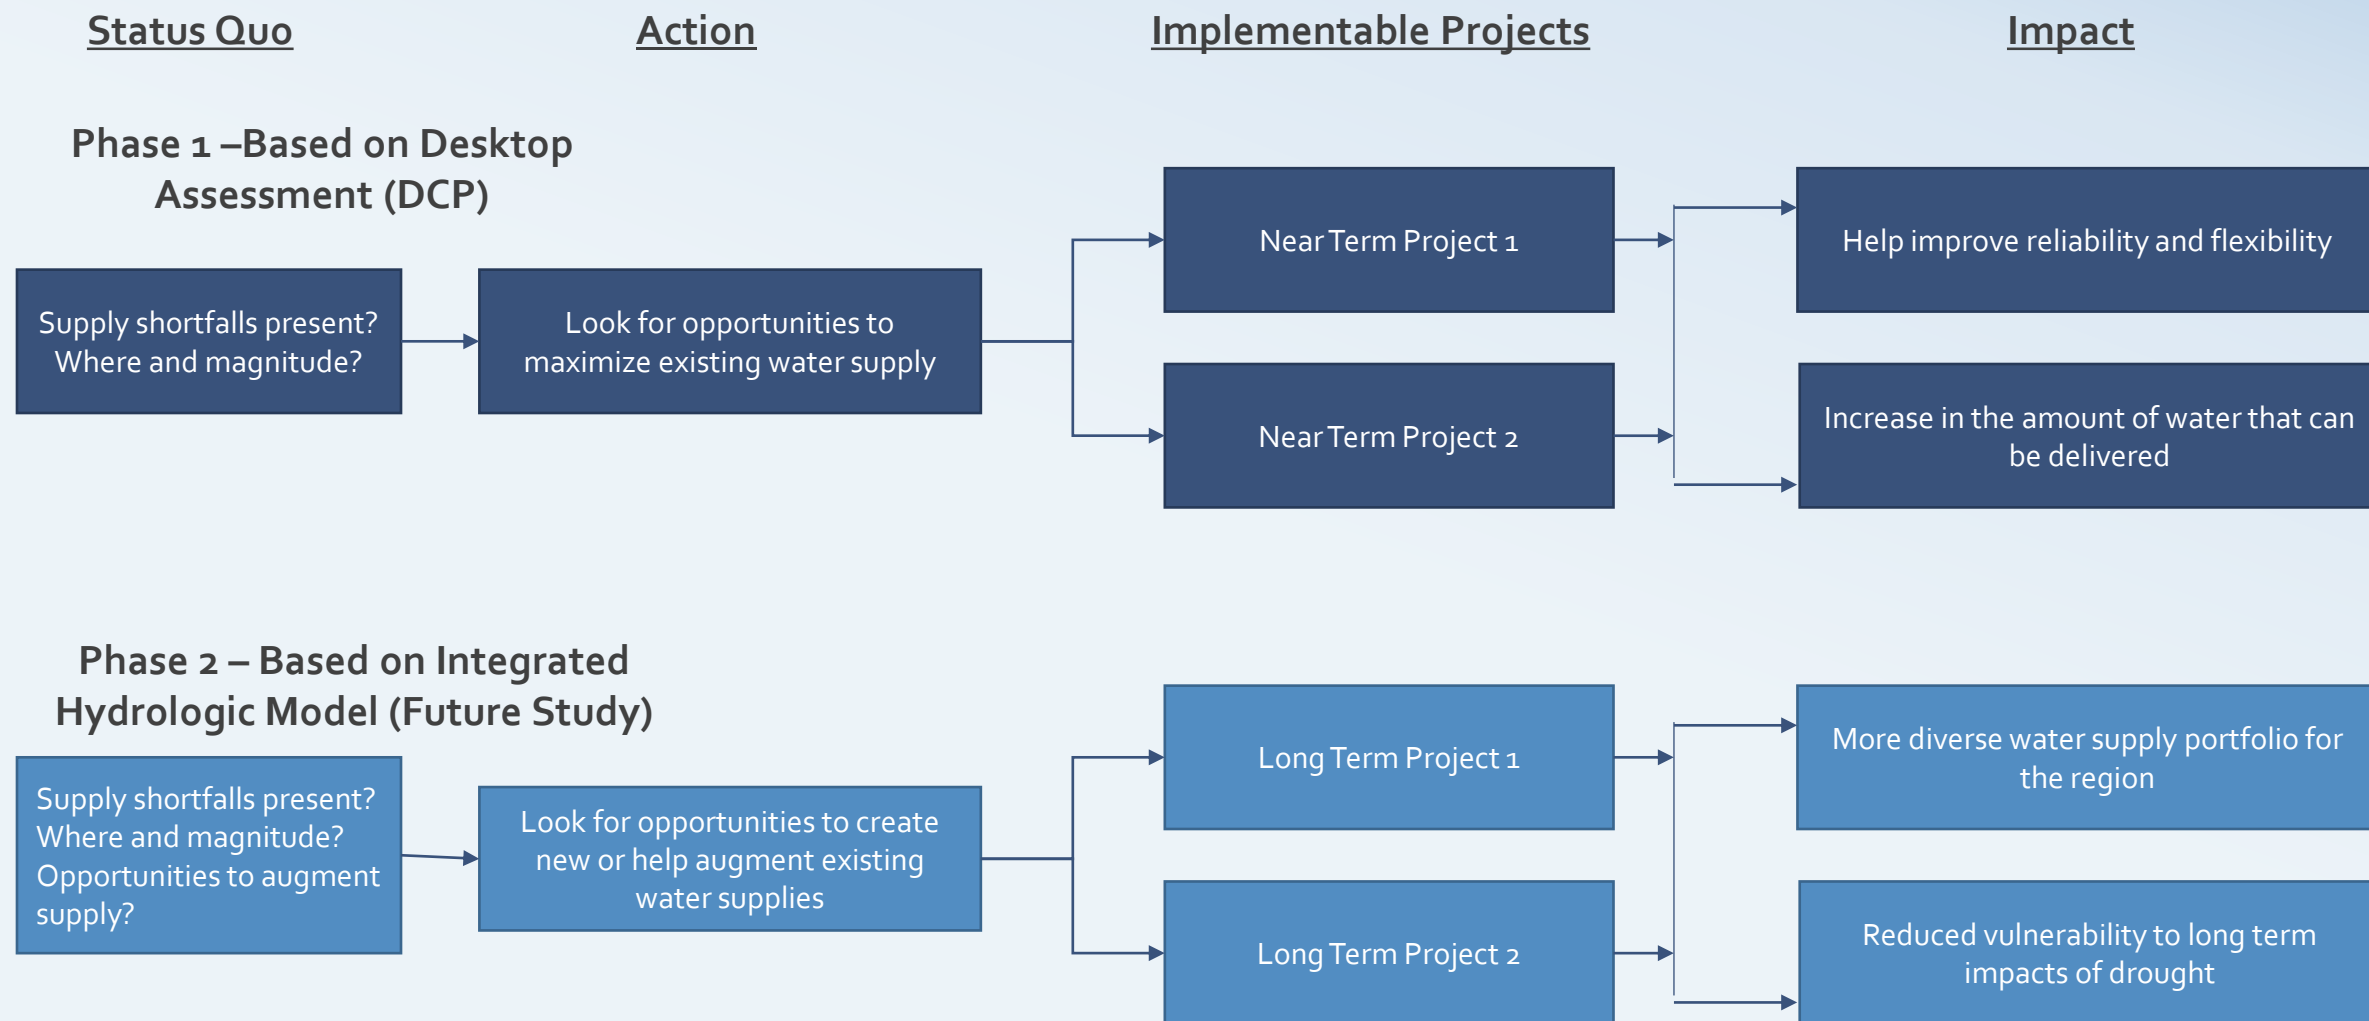 Status Quo
Action
Implementable Projects
Impact
Phase 1 –Based on Desktop
Assessment (DCP)
Supply shortfalls present?
Where and magnitude?
Look for opportunities to
maximize existing water supply
Near Term Project 1
Near Term Project 2
Help improve reliability and flexibility
Increase in the amount of water that can
be delivered
Phase 2 – Based on Integrated
Hydrologic Model (Future Study)
Supply shortfalls present?
Where and magnitude?
Opportunities to augment
supply?
Look for opportunities to create
new or help augment existing
water supplies
Long Term Project 1
Long Term Project 2
More diverse water supply portfolio for
the region
Reduced vulnerability to long term
impacts of drought